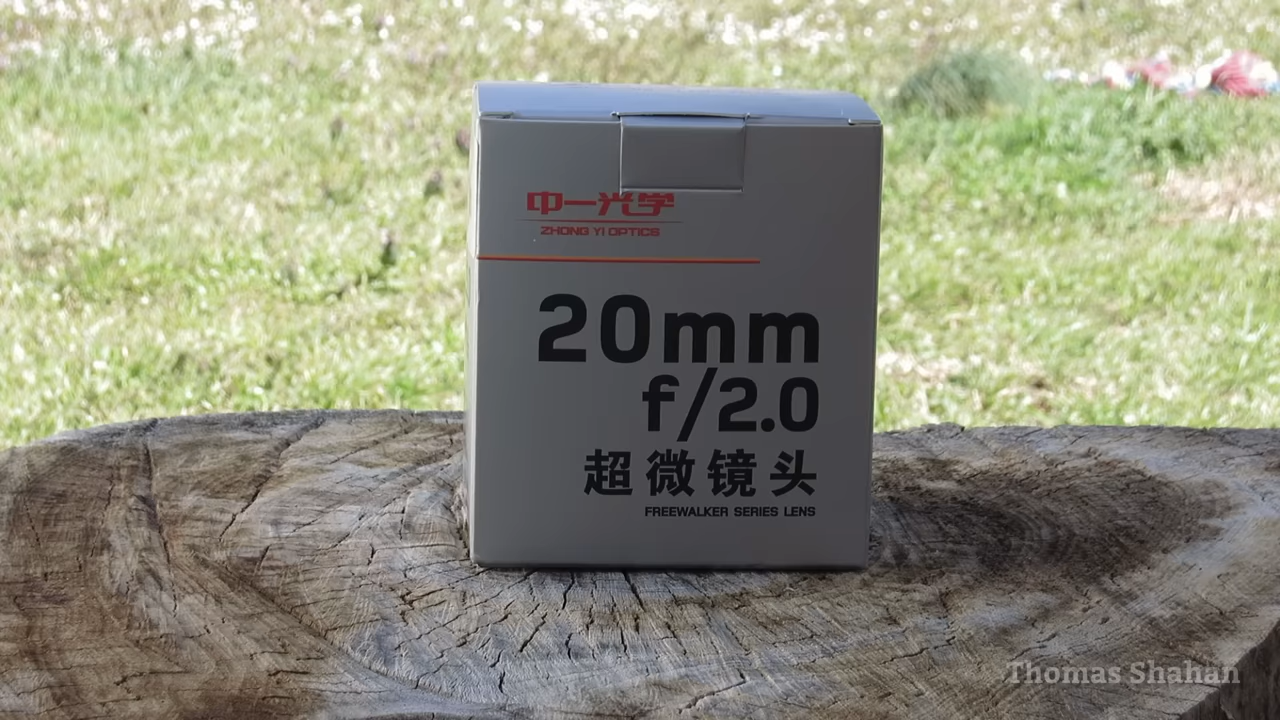 中一光学
ZHONG YI OPTICS
20mm
f/2.0
超微镜头
FREEWALKER SERIES LENS
Thomas Shahan